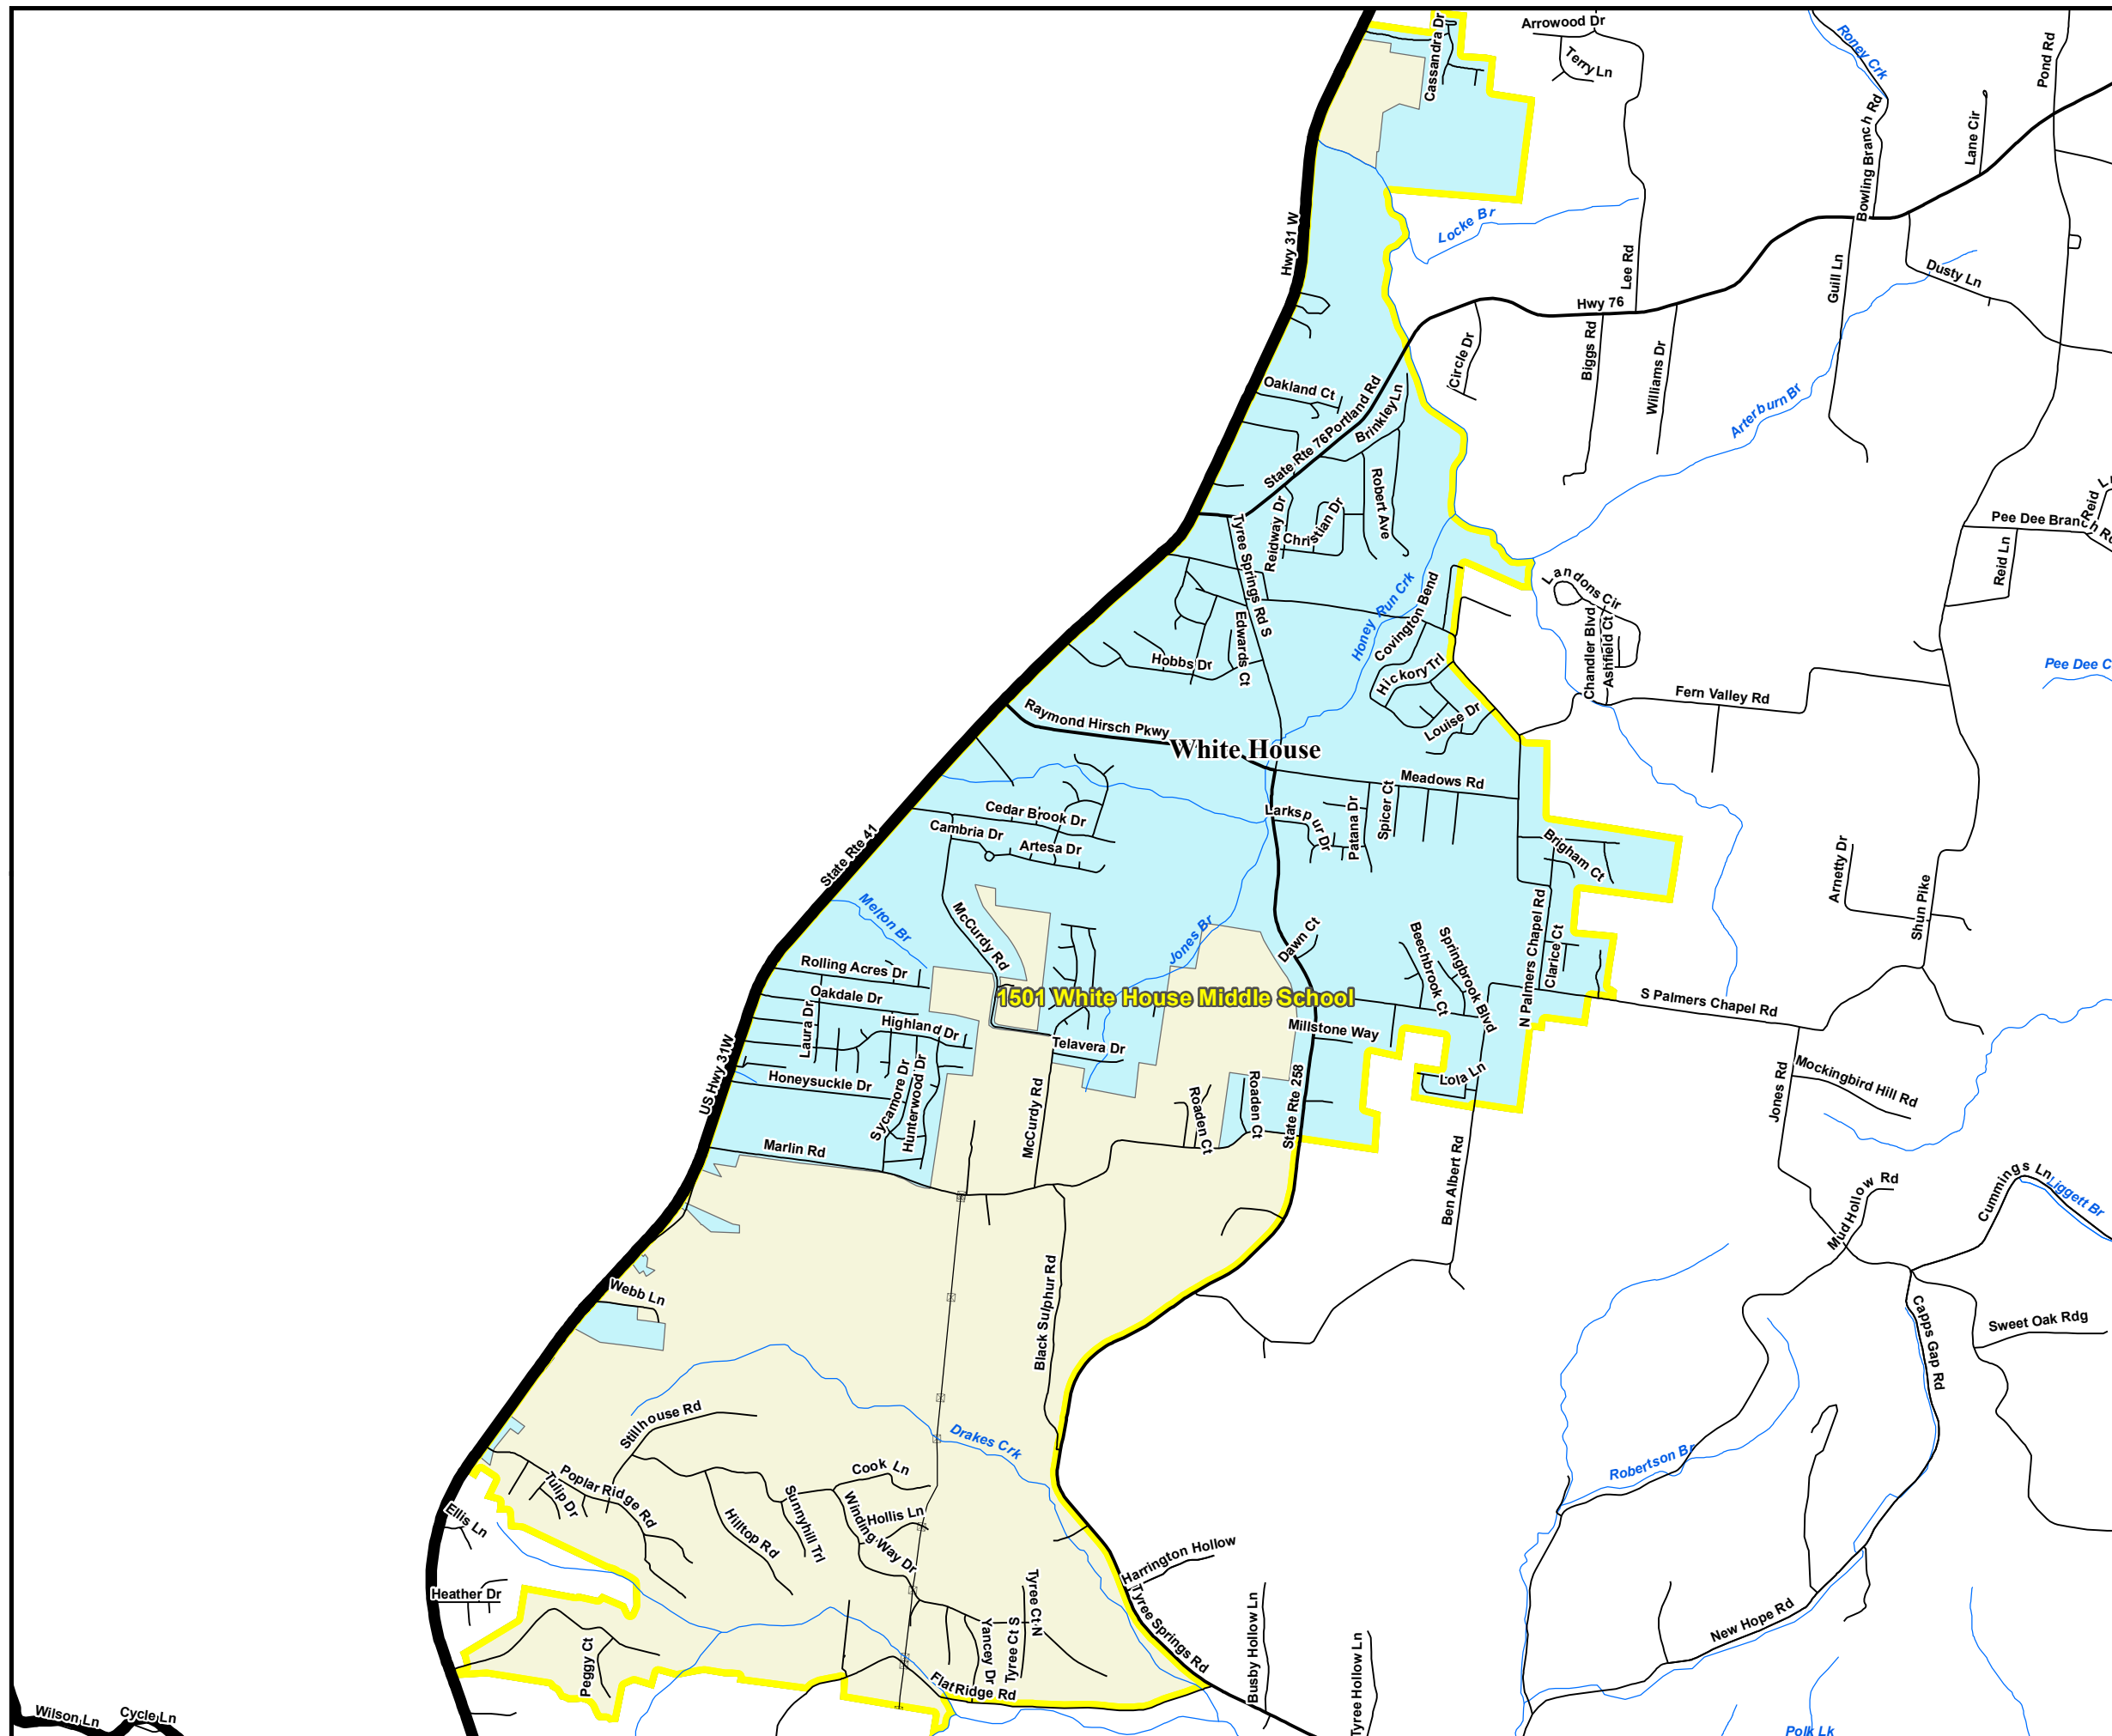 Cassandra Dr
Arrowood Dr
Terry Ln
Roney Crk
Pond Rd
Bowling Branch Rd
Lane Cir
Locke Br
Hwy 31 W
Lee Rd
Guill Ln
Dusty Ln
Hwy 76
Circle Dr
Biggs Rd
Williams Dr
Oakland Ct
State Rte 76
Portland Rd
Brinkley Ln
Arterburn Br
Robert Ave
Reidway Dr
Christian Dr
Tyree Springs Rd S
Pee Dee Branch Rd
Reid Ln
Reid Ln
Landons Cir
Chandler Blvd
Ashfield Ct
Honey Run Crk
Covington Bend
Edwards Ct
Hobbs Dr
Hickory Trl
Louise Dr
Fern Valley Rd
Pee Dee C
Raymond Hirsch Pkwy
White House
Meadows Rd
Cedar Brook Dr
Cambria Dr
Artesa Dr
Larkspur Dr
Patana Dr
Spicer Ct
Brigham Ct
State Rte 41
Arnetty Dr
Shun Pike
Melton Br
McCurdy Rd
Jones Br
Dawn Ct
Beechbrook Ct
Springbrook Blvd
N Palmers Chapel Rd
Clarice Ct
Rolling Acres Dr
Oakdale Dr
Laura Dr
Highland Dr
1501 White House Middle School
S Palmers Chapel Rd
Millstone Way
Telavera Dr
US Hwy 31W
Honeysuckle Dr
Sycamore Dr
Hunterwood Dr
McCurdy Rd
Roaden Ct
Roaden Ct
State Rte 258
Lola Ln
Jones Rd
Mockingbird Hill Rd
Marlin Rd
Ben Albert Rd
Mud Hollow Rd
Cummings Ln
Liggett Br
Webb Ln
Black Sulphur Rd
Capps Gap Rd
Sweet Oak Rdg
Stillhouse Rd
Drakes Crk
Robertson Br
Poplar Ridge Rd
Tulip Dr
Cook Ln
Ellis Ln
Hilltop Rd
Sunnyhill Trl
Winding Way Dr
Hollis Ln
Harrington Hollow
Heather Dr
Tyree Ct N
Tyree Ct S
Yancey Dr
Tyree Springs Rd
Busby Hollow Ln
Tyree Hollow Ln
New Hope Rd
Peggy Ct
Flat Ridge Rd
Wilson Ln
Cycle Ln
Polk Lk